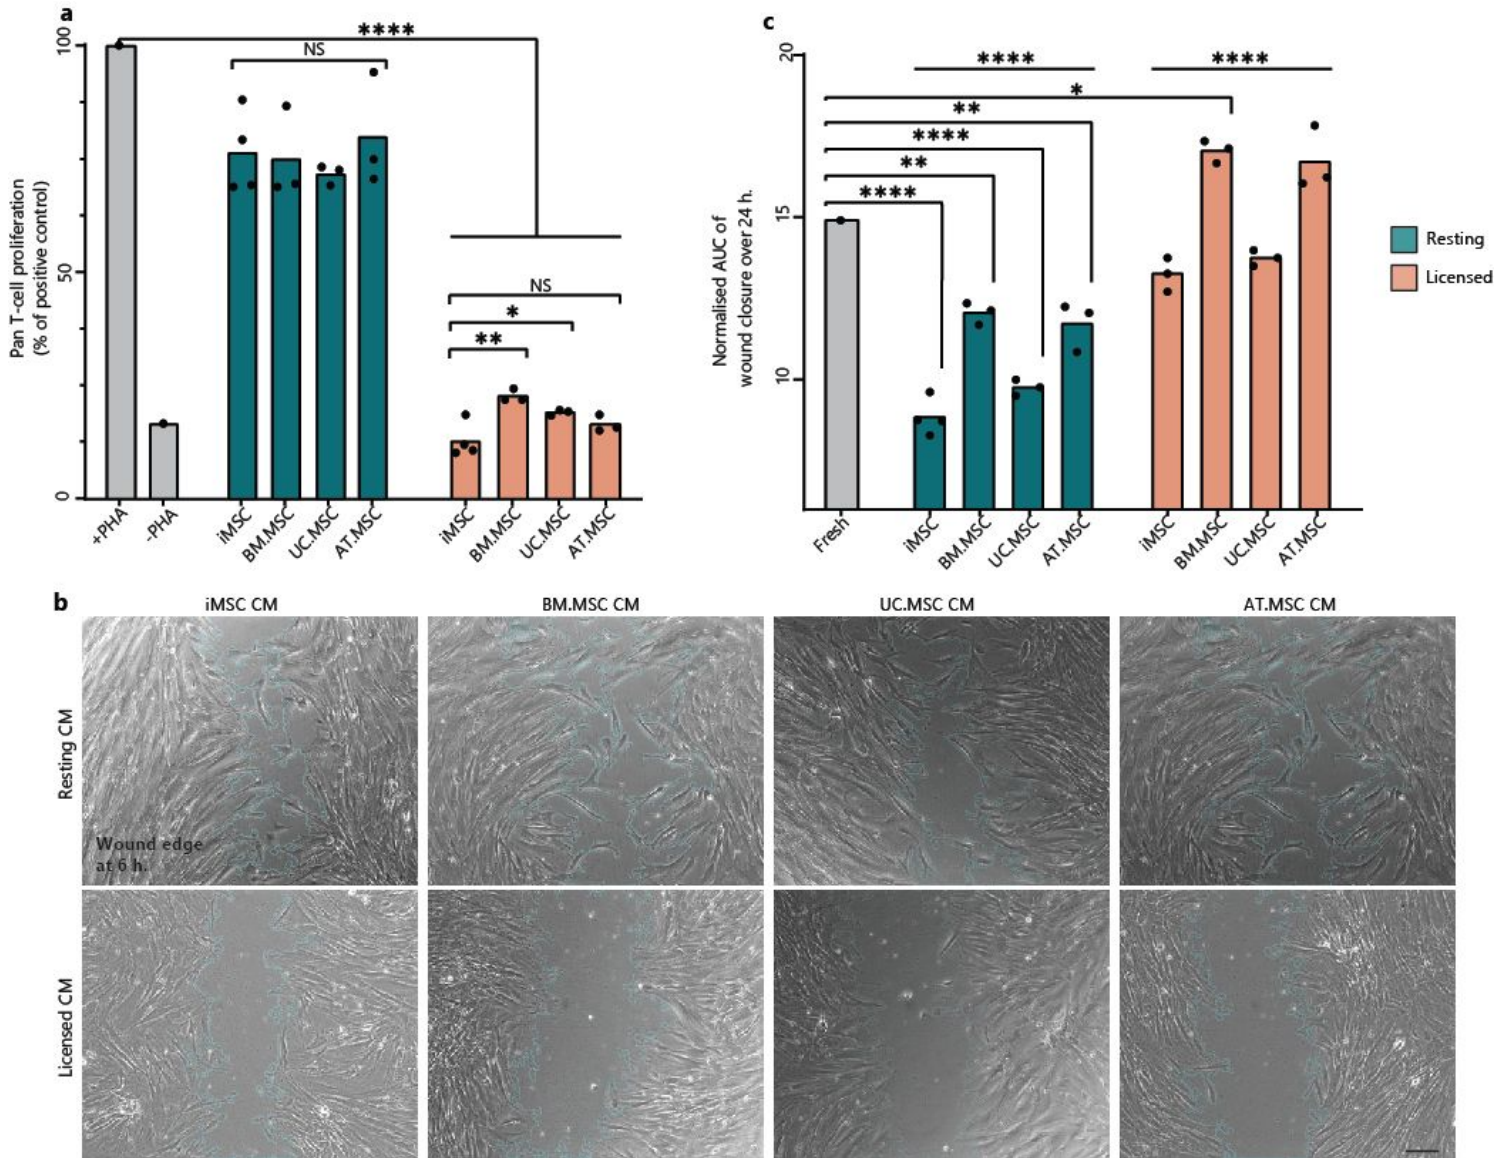 a
****
NS
100
50
0
Pan T-cell proliferation
(% of positive control)
NS
*
**
+PHA
-PHA
iMSC
BM.MSC
UC.MSC
AT.MSC
iMSC
BM.MSC
UC.MSC
AT.MSC
c
20
15
10
Normalised AUC of
wound closure over 24 h.
****
****
*
**
****
**
****
Fresh
iMSC
BM.MSC
UC.MSC
AT.MSC
iMSC
BM.MSC
UC.MSC
AT.MSC
Resting
Licensed
b
iMSC CM
BM.MSC CM
UC.MSC CM
AT.MSC CM
Resting CM
Wound edge
at 6 h.
Licensed CM